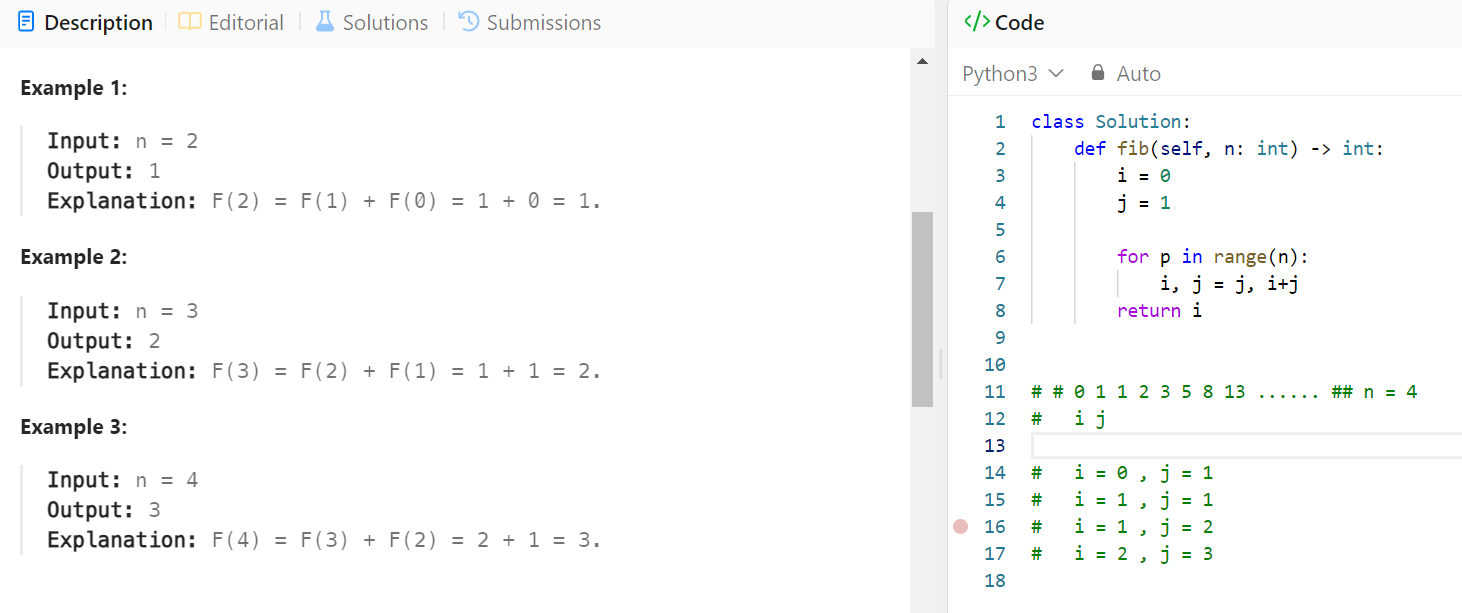 Description Editorial Solutions Submissions
Example 1:
Input: n = 2
Output: 1
Explanation: F(2) = F(1) + F(0) = 1 + 0 = 1.
Example 2:
Input: n = 3
Output: 2
Explanation: F(3) = F(2) + F(1) = 1 + 1 = 2.
Example 3:
Input: n = 4
Output: 3
Explanation: F(4) = F(3) + F(2) = 2 + 1 = 3.
</> Code
Python3 Auto
1 class Solution:
2 def fib(self, n: int) -> int:
3 i = 0
4 j = 1
5
6 for p in range(n):
7 i, j = j, i+j
8 return i
9
10
11 # # 0 1 1 2 3 5 8 13 ...... ## n = 4
12 # i j
13
14 # i = 0 , j = 1
15 # i = 1 , j = 1
16 # i = 1 , j = 2
17 # i = 2 , j = 3
18